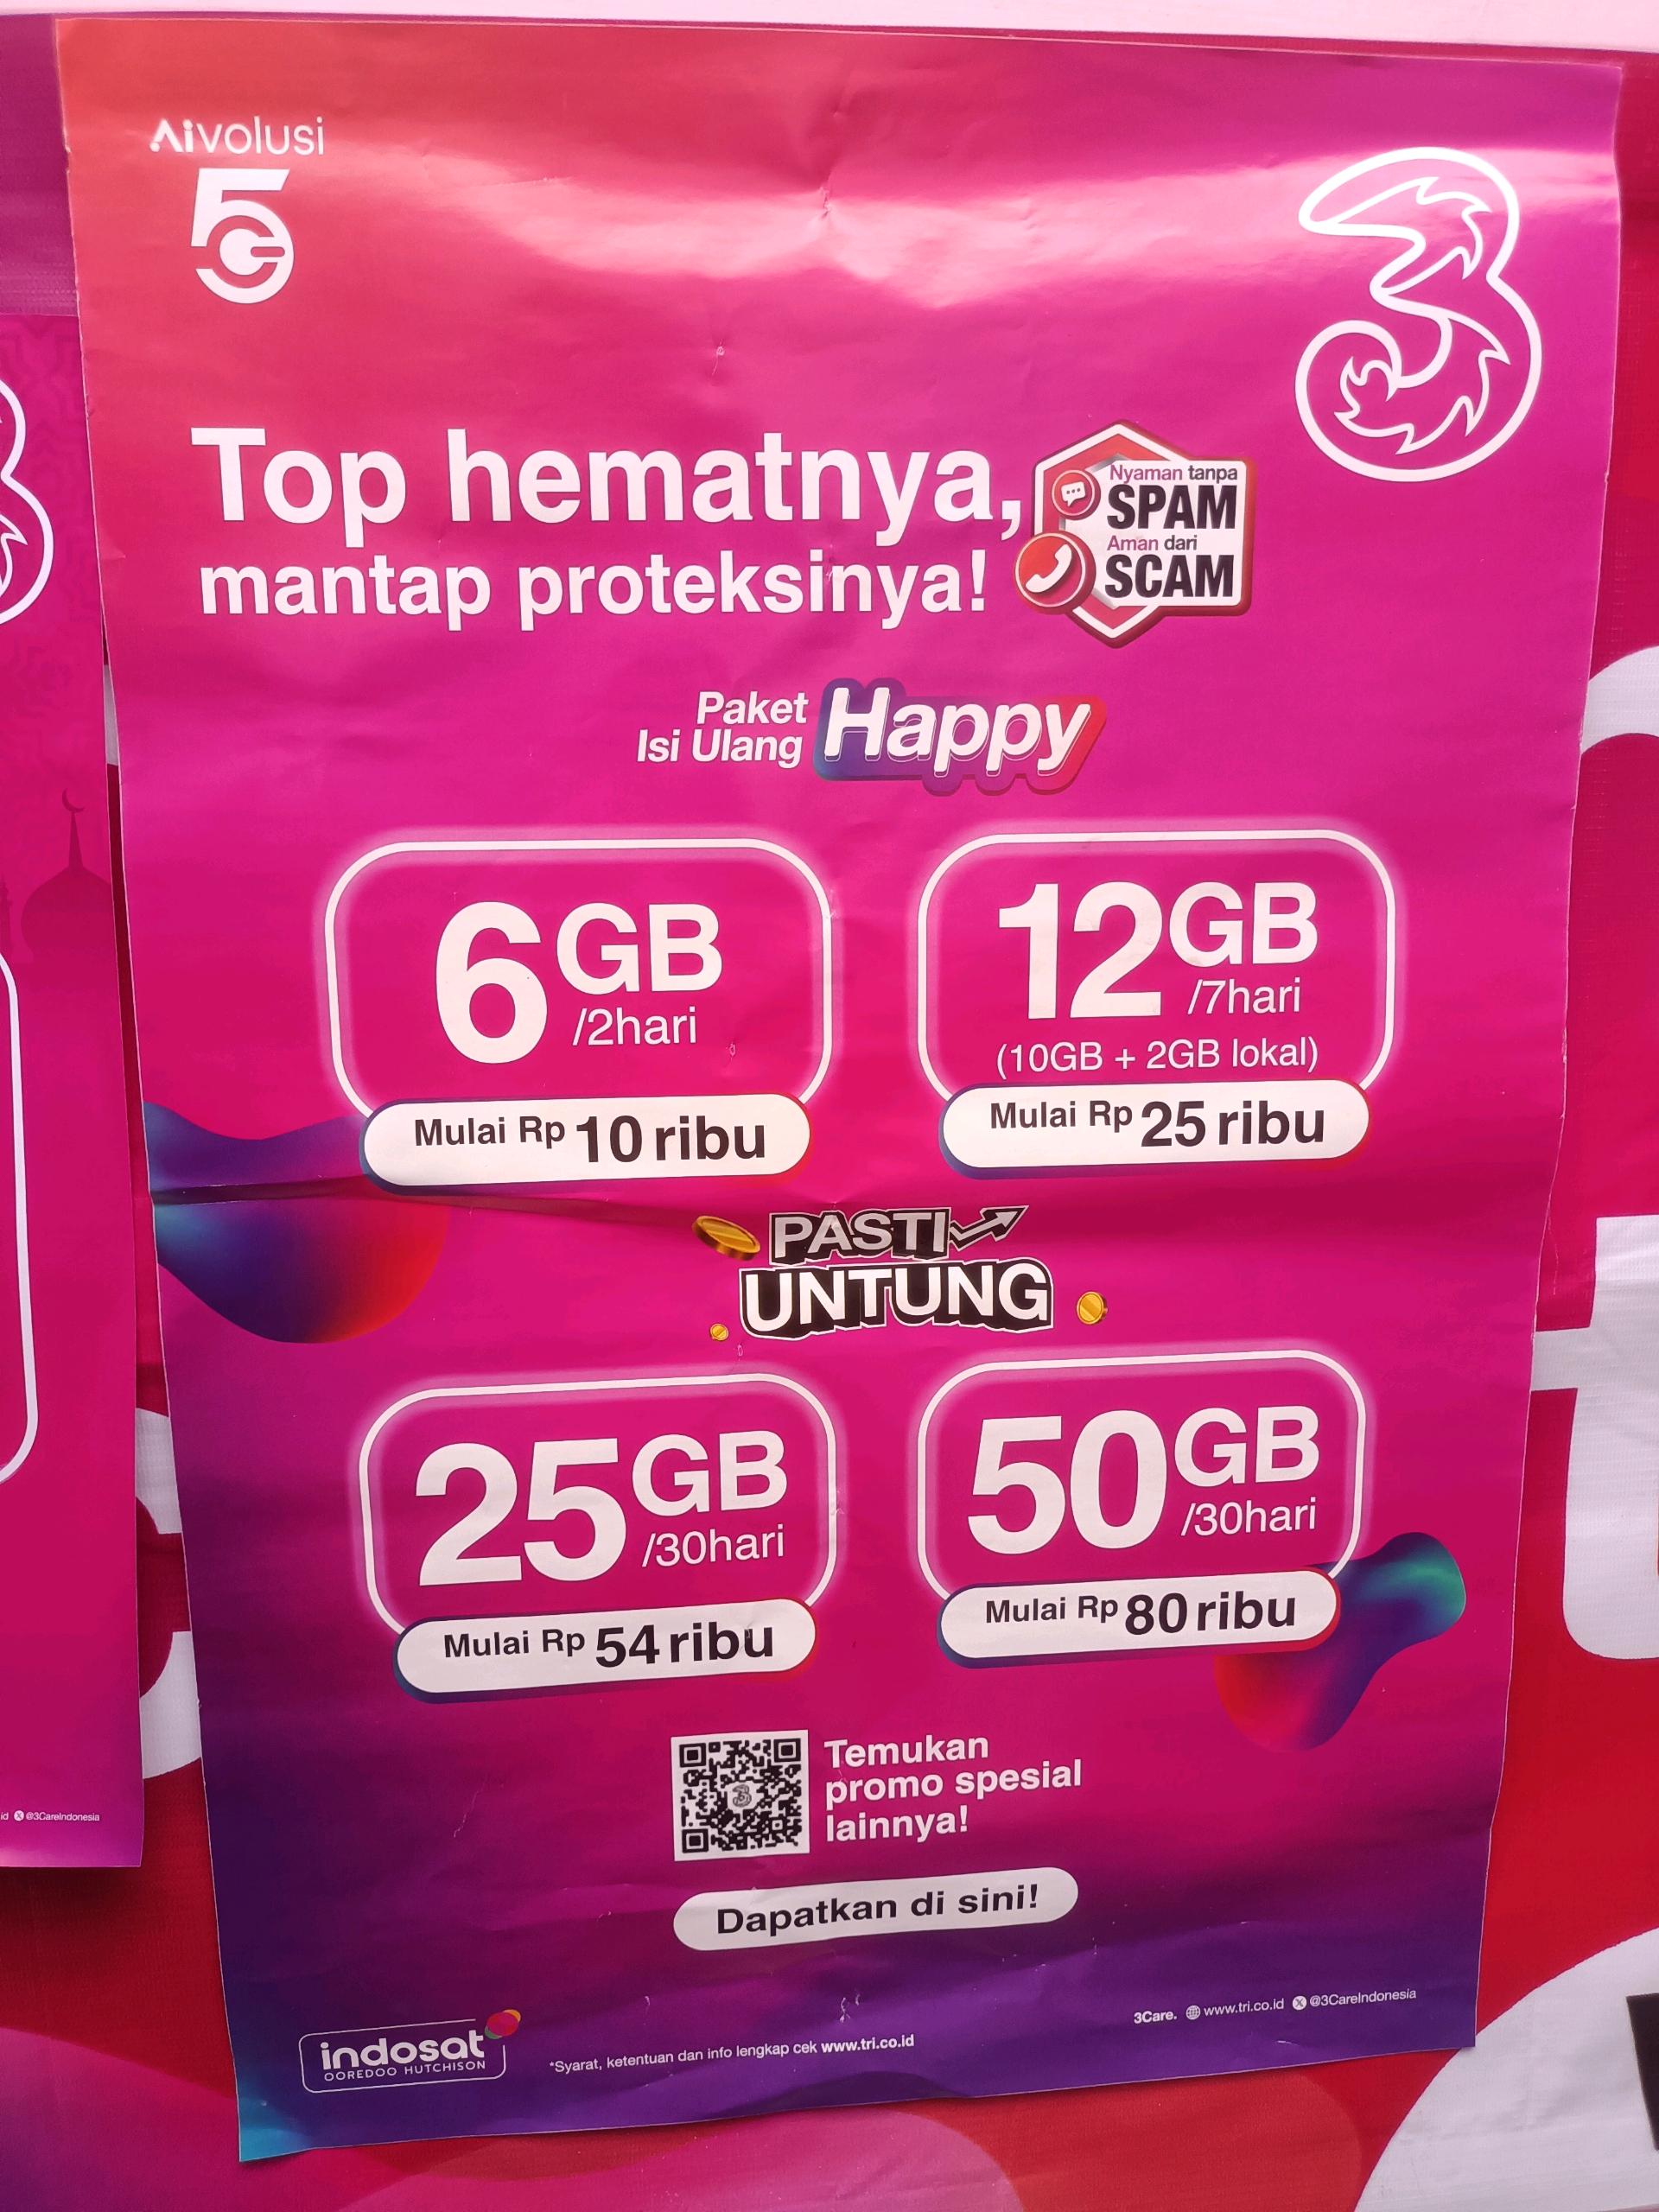 Aivolusi
5G
3
Top hematnya,
mantap proteksinya!
Nyaman tanpa
SPAM
Aman dari
SCAM
Paket
Isi Ulang
Happy
6GB
/2hari
Mulai Rp 10 ribu
12GB
/7hari
(10GB + 2GB lokal)
Mulai Rp 25 ribu
PASTI
UNTUNG
25GB
/30hari
Mulai Rp 54 ribu
50GB
/30hari
Mulai Rp 80 ribu
Temukan
promo spesial
lainnya!
Dapatkan di sini!
indosat
OOREDOO HUTCHISON
*Syarat, ketentuan dan info lengkap cek www.tri.co.id
3Care. www.tri.co.id @3CareIndonesia
id @3CareIndonesia